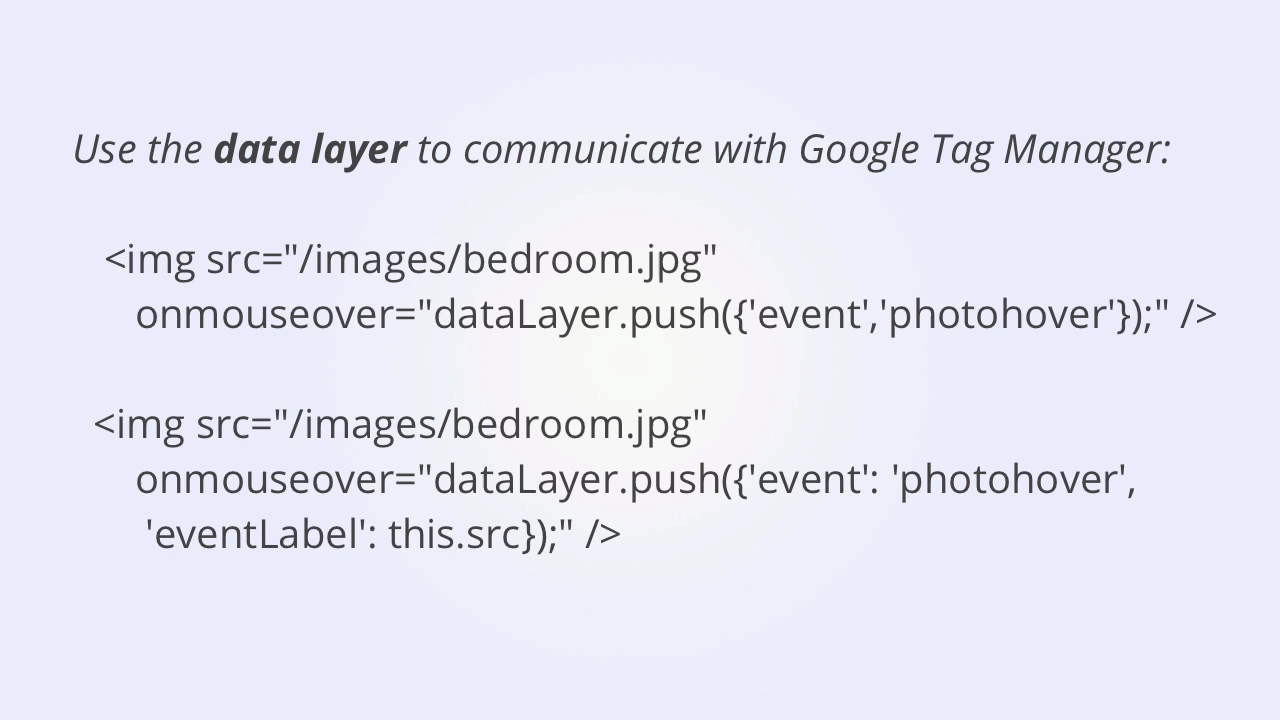 Use the data layer to communicate with Google Tag Manager:
<img src="/images/bedroom.jpg"
onmouseover="dataLayer.push({'event','photohover'});" />
<img src="/images/bedroom.jpg"
onmouseover="dataLayer.push({'event': 'photohover',
'eventLabel': this.src});" />